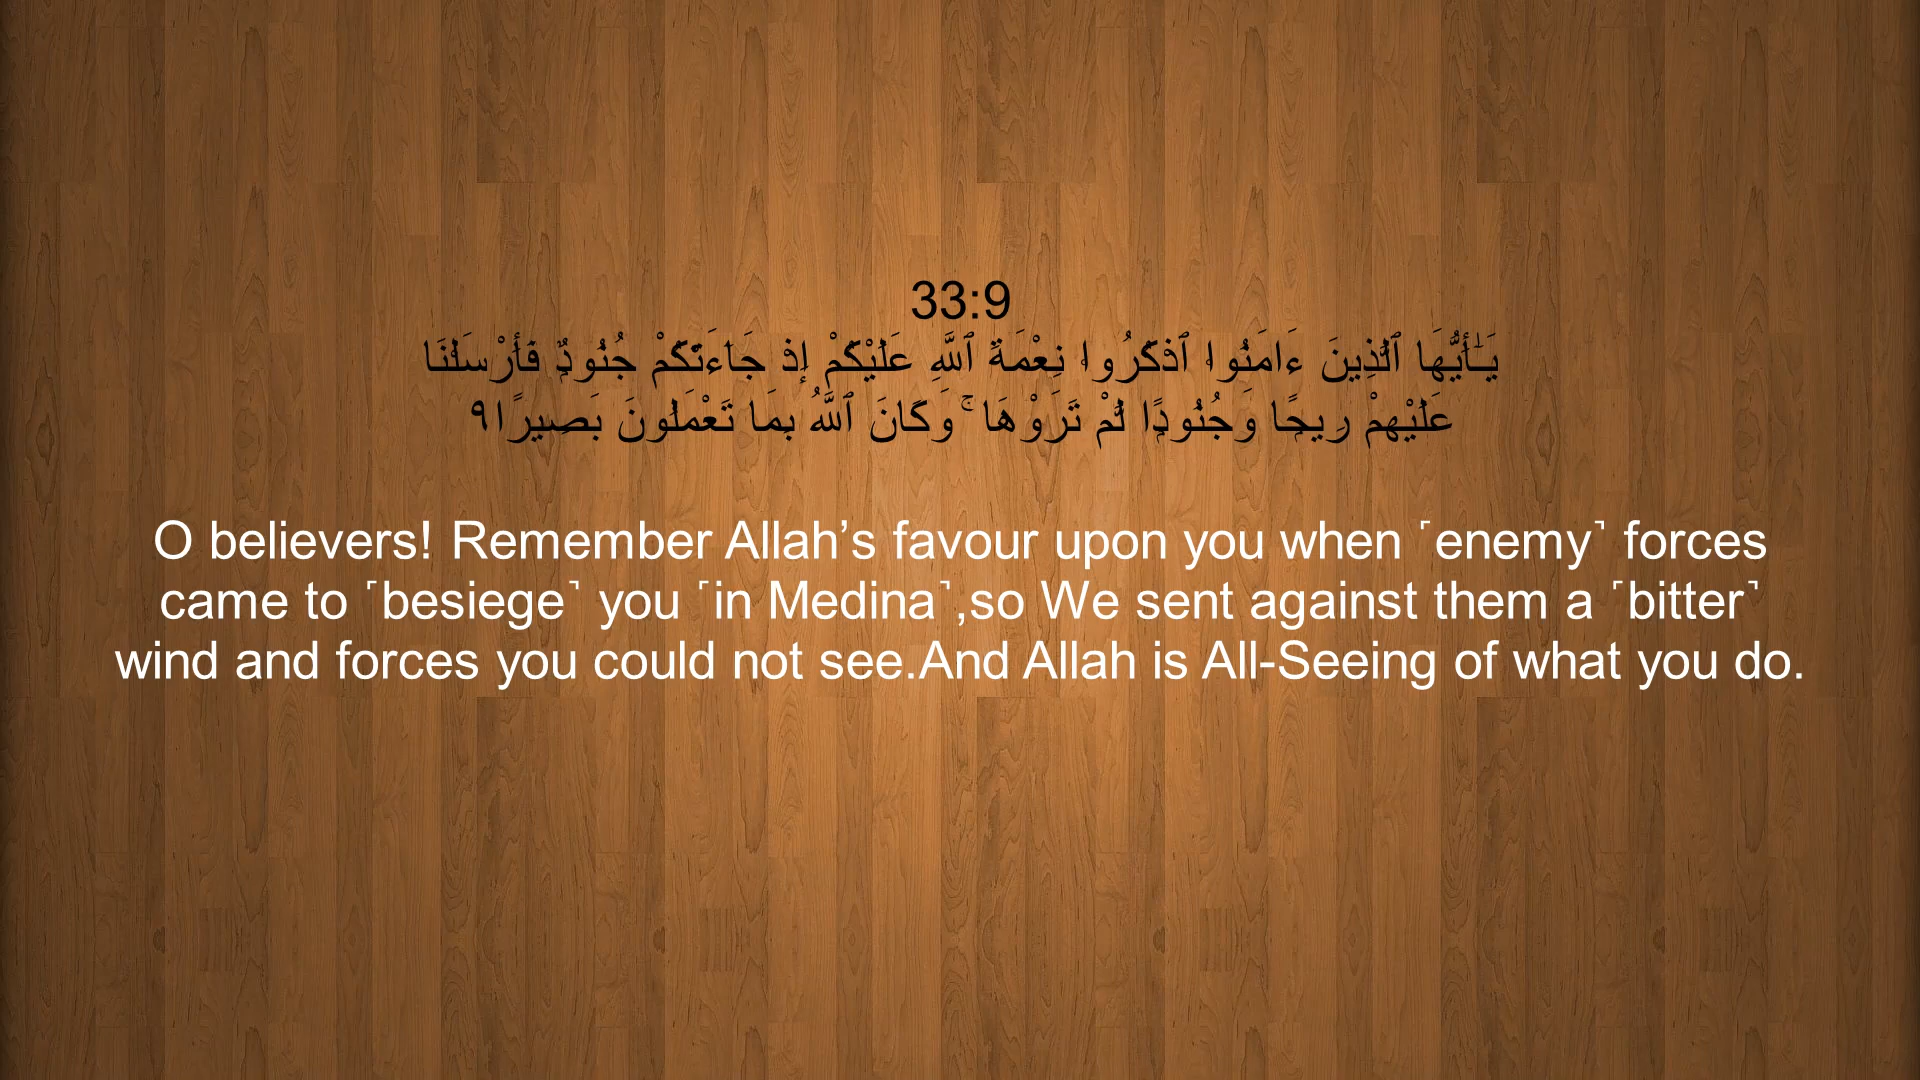 33:9
يَـٰٓأَيُّهَا ٱلَّذِينَ ءَامَنُوا۟ ٱذْكُرُوا۟ نِعْمَةَ ٱللَّهِ عَلَيْكُمْ إِذْ جَآءَتْكُمْ جُنُودٌۭ فَأَرْسَلْنَا
عَلَيْهِمْ رِيحًۭا وَجُنُودًۭا لَّمْ تَرَوْهَا ۚ وَكَانَ ٱللَّهُ بِمَا تَعْمَلُونَ بَصِيرًا٩
O believers! Remember Allah’s favour upon you when ˹enemy˺ forces
came to ˹besiege˺ you ˹in Medina˺,so We sent against them a ˹bitter˺
wind and forces you could not see.And Allah is All-Seeing of what you do.